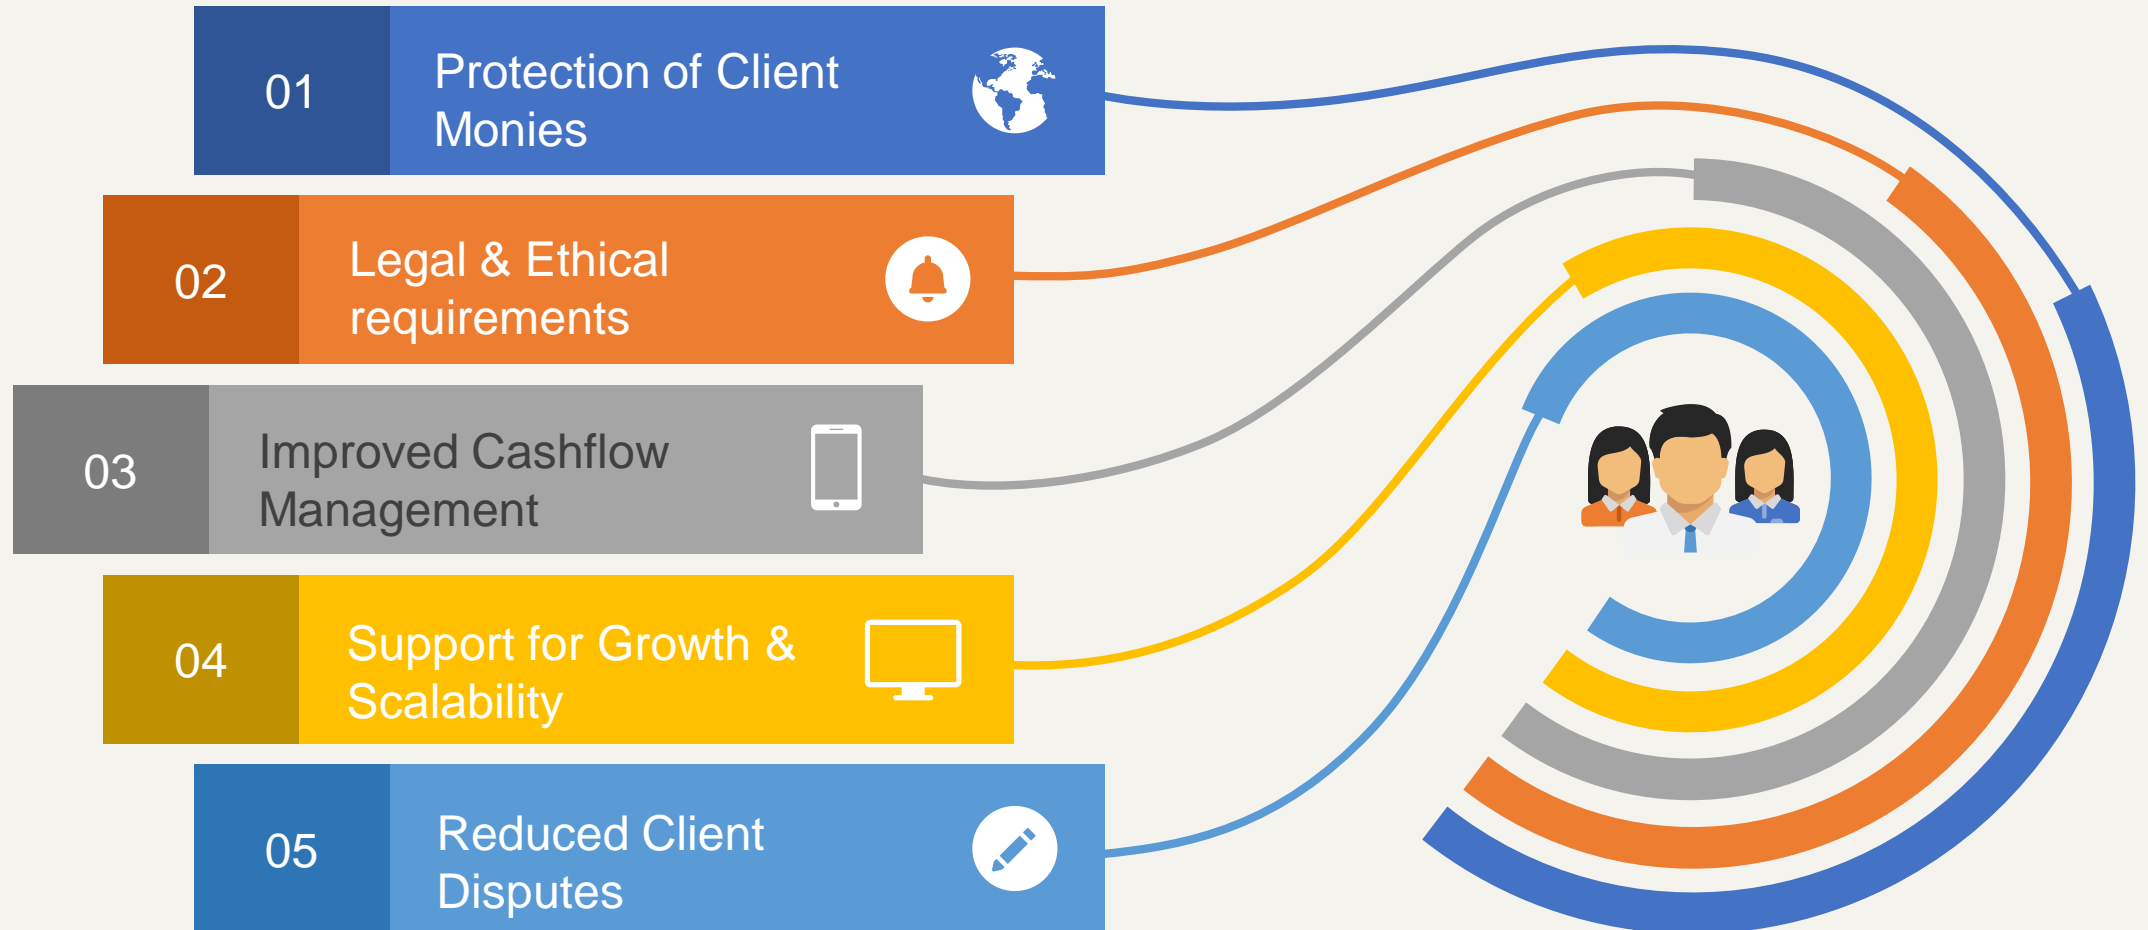 01
Protection of Client
Monies
02
Legal & Ethical
requirements
03
Improved Cashflow
Management
04
Support for Growth &
Scalability
05
Reduced Client
Disputes